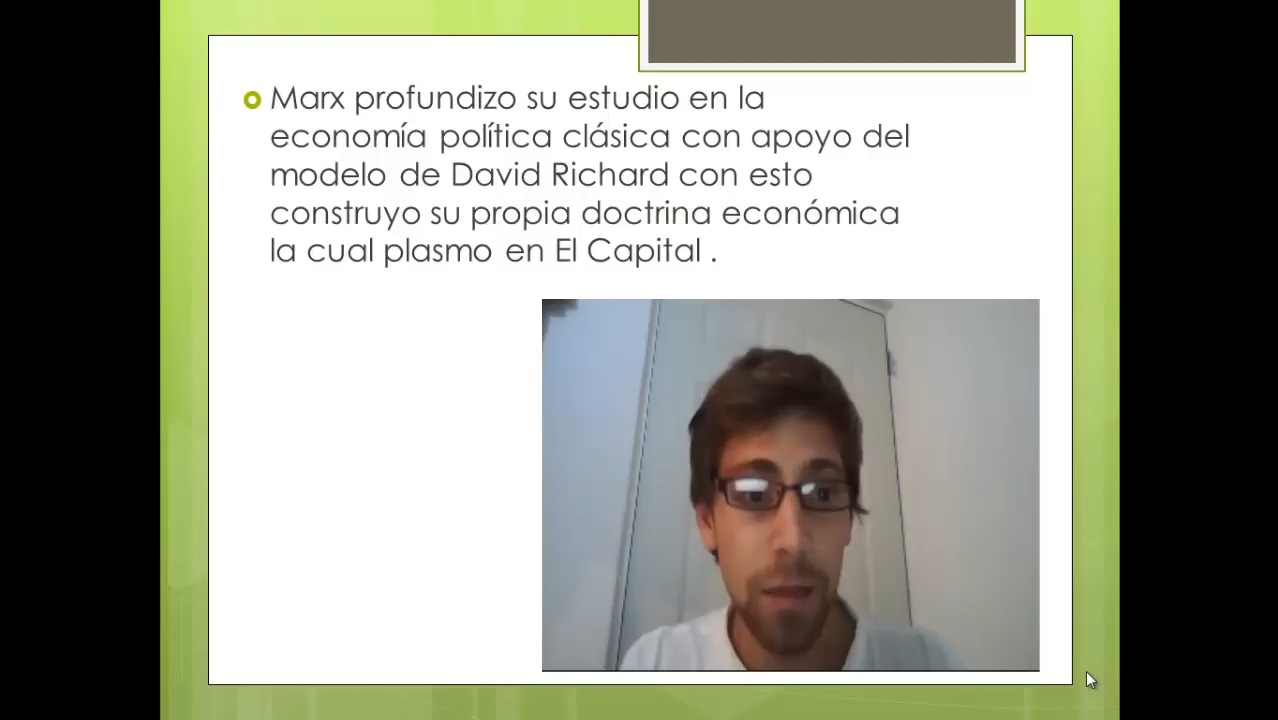 Marx profundizo su estudio en la
economía política clásica con apoyo del
modelo de David Richard con esto
construyo su propia doctrina económica
la cual plasmo en El Capital .